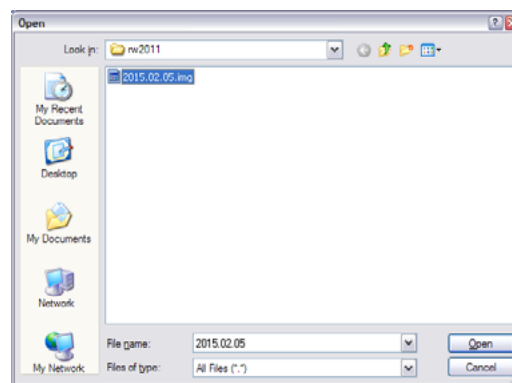 Open
Look in: rw2011
2015.02.05.img
My Recent
Documents
Desktop
My Documents
Network
My Network
File name: 2015.02.05 Open
Files of type: All Files (*.*) Cancel